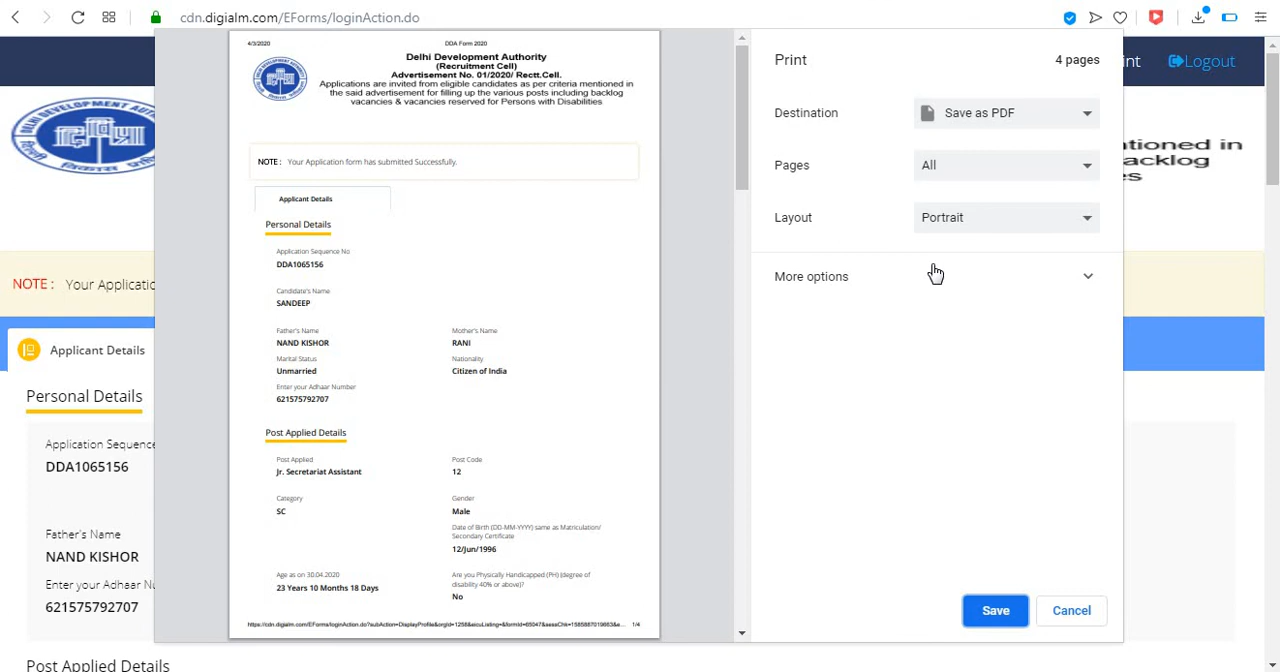 cdn.digialm.com/EForms/loginAction.do
4/3/2020 DDA Form 2020
Delhi Development Authority
(Recruitment Cell)
Advertisement No. 01/2020/ Rectt.Cell.
Applications are invited from eligible candidates as per criteria mentioned in
the said advertisement for filling up the various posts including backlog
vacancies & vacancies reserved for Persons with Disabilities
NOTE : Your Application form has submitted Successfully.
Applicant Details
Personal Details
Application Sequence No
DDA1065156
Candidate's Name
SANDEEP
Father's Name Mother's Name
NAND KISHOR RANI
Marital Status Nationality
Unmarried Citizen of India
Enter your Adhaar Number
621575792707
Post Applied Details
Post Applied Post Code
Jr. Secretariat Assistant 12
Category Gender
SC Male
Date of Birth (DD-MM-YYYY) same as Matriculation/
Secondary Certificate
12/Jun/1996
Age as on 30.04.2020 Are you Physically Handicapped (PH) (degree of
disability 40% or above)?
23 Years 10 Months 18 Days
No
1/4
Print 4 pages
Destination Save as PDF
Pages All
Layout Portrait
More options
Save Cancel
int Logout
ntioned in
acklog
es
NOTE : Your Applicatio
Applicant Details
Personal Details
Application Sequence
DDA1065156
Father's Name
NAND KISHOR
Enter your Adhaar Nu
621575792707
Post Applied Details